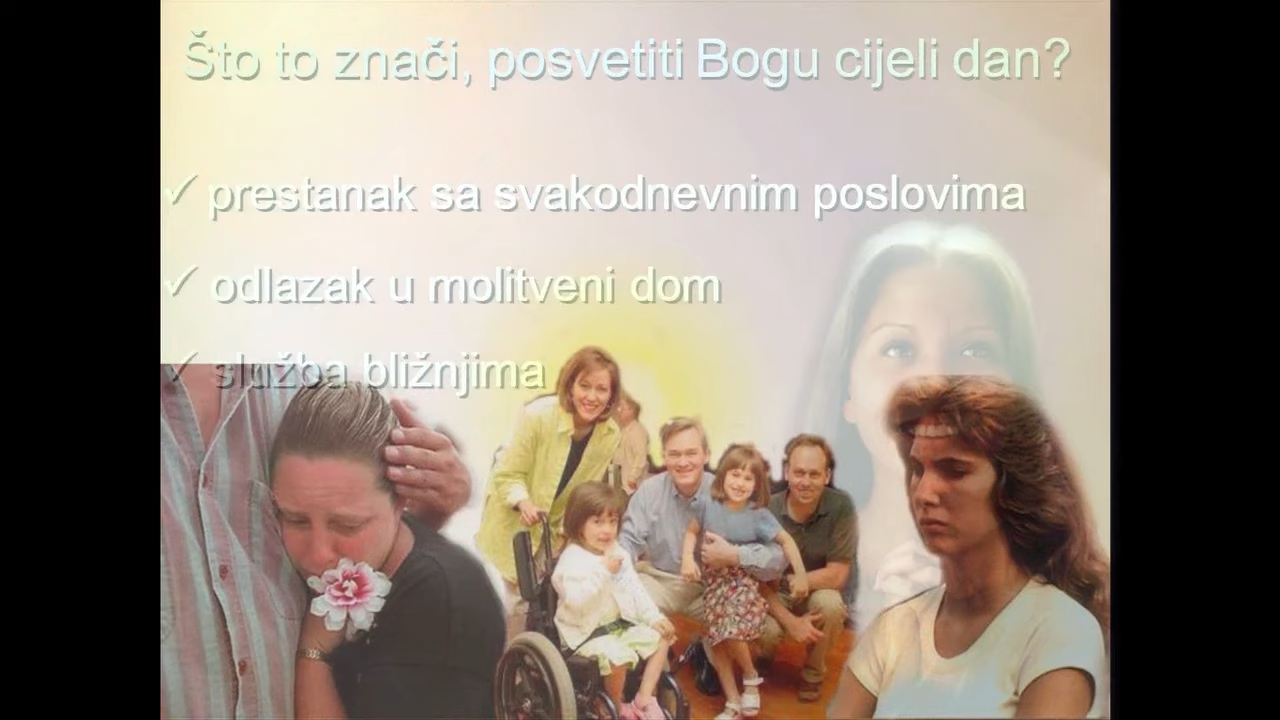 Što to znači, posvetiti Bogu cijeli dan?
✓ prestanak sa svakodnevnim poslovima
✓ odlazak u molitveni dom
✓ služba bližnjima